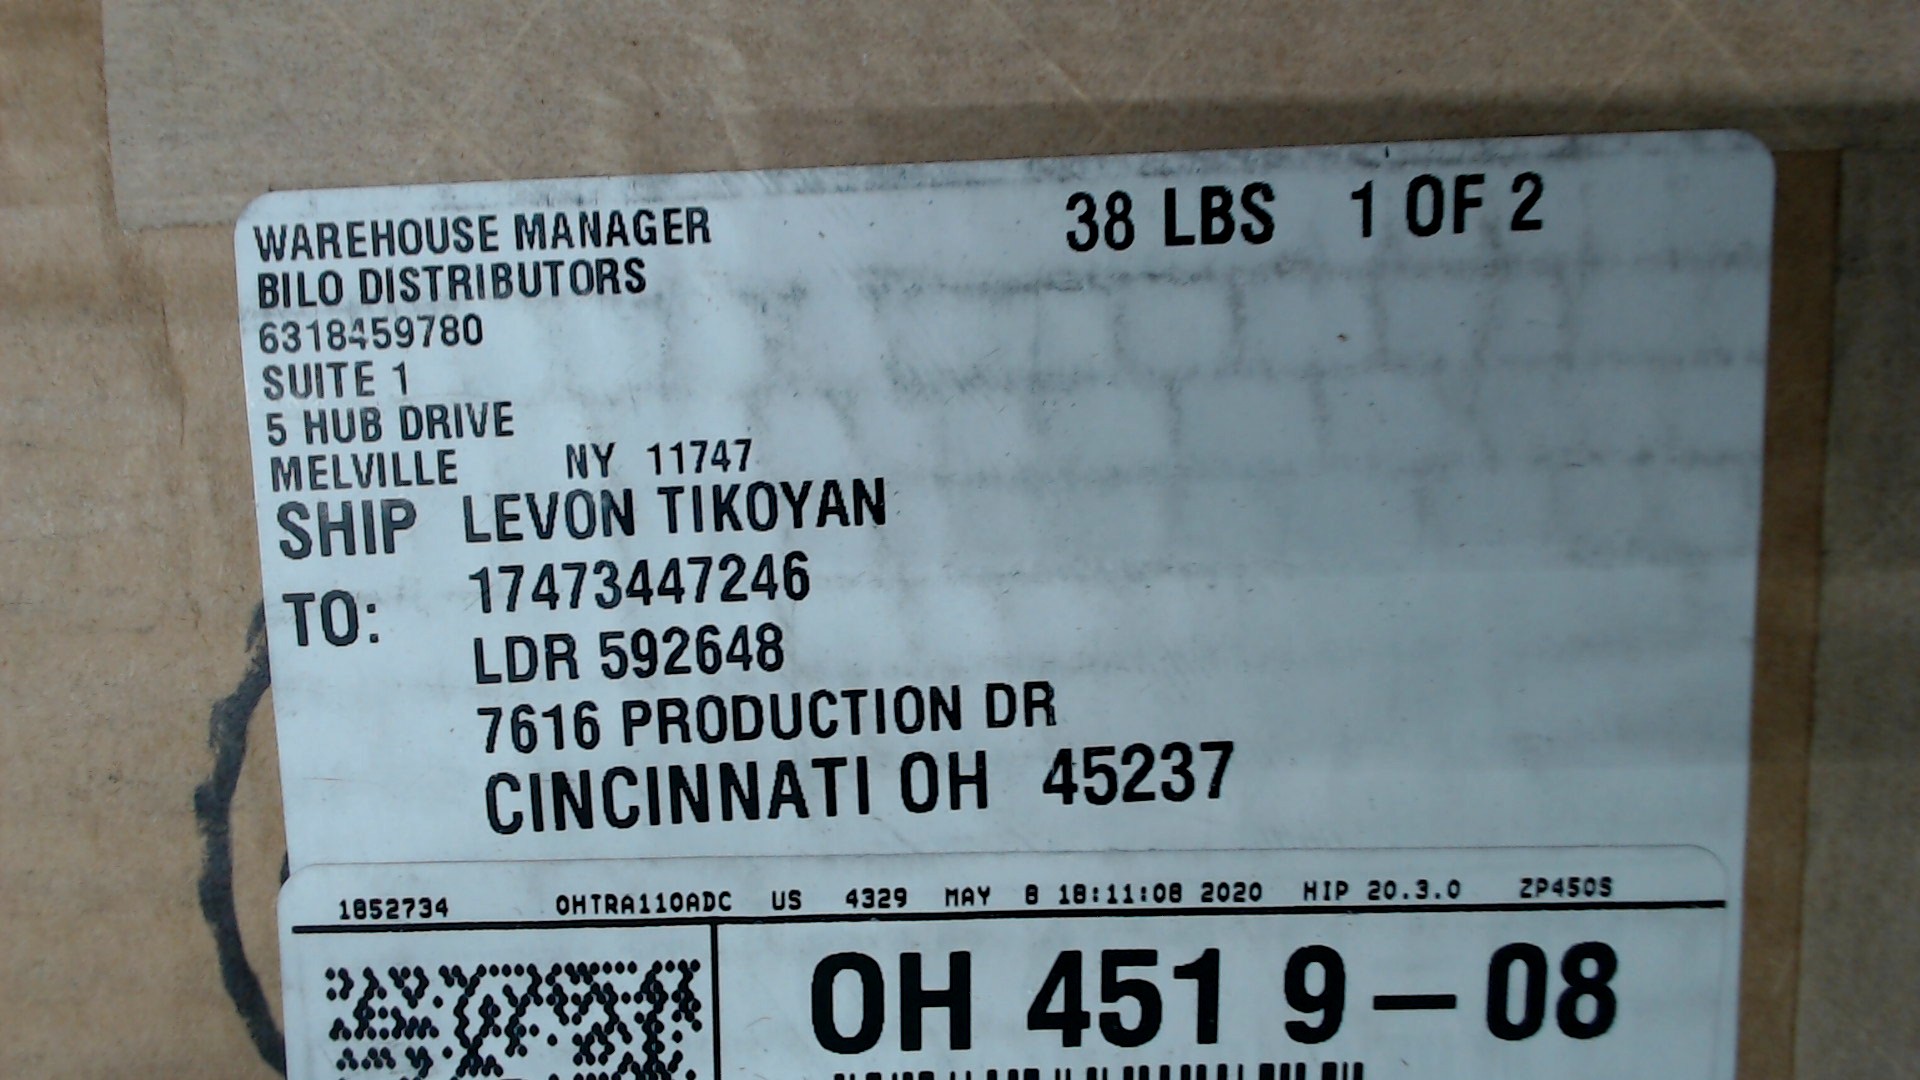 WAREHOUSE MANAGER 38 LBS 1 OF 2
BILO DISTRIBUTORS
6318459780
SUITE 1
5 HUB DRIVE
MELVILLE NY 11747
SHIP LEVON TIKOYAN
TO: 17473447246
LDR 592648
7616 PRODUCTION DR
CINCINNATI OH 45237
1852734 OHTRA110ADC US 4329 MAY 8 18:11:08 2020 HIP 20.3.0 ZP450S
OH 451 9-08